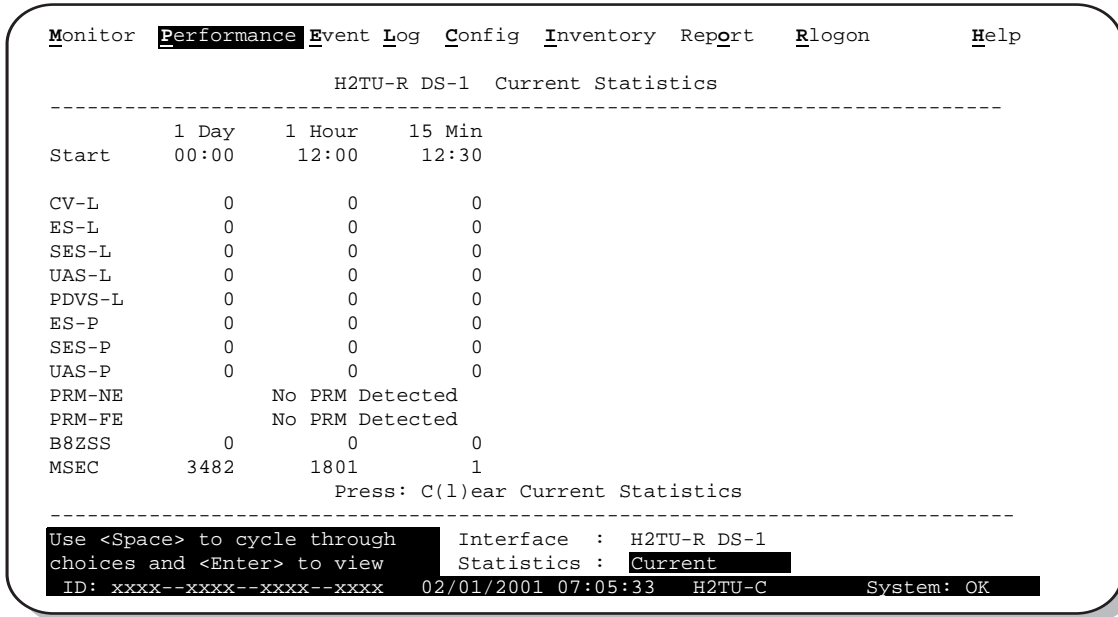 Monitor Performance Event Log Config Inventory Report Rlogon Help
H2TU-R DS-1 Current Statistics
--------------------------------------------------------------------------------
1 Day 1 Hour 15 Min
Start 00:00 12:00 12:30
CV-L 0 0 0
ES-L 0 0 0
SES-L 0 0 0
UAS-L 0 0 0
PDVS-L 0 0 0
ES-P 0 0 0
SES-P 0 0 0
UAS-P 0 0 0
PRM-NE No PRM Detected
PRM-FE No PRM Detected
B8ZSS 0 0 0
MSEC 3482 1801 1
Press: C(l)ear Current Statistics
--------------------------------------------------------------------------------
Use <Space> to cycle through Interface : H2TU-R DS-1
choices and <Enter> to view Statistics : Current
ID: xxxx--xxxx--xxxx--xxxx 02/01/2001 07:05:33 H2TU-C System: OK